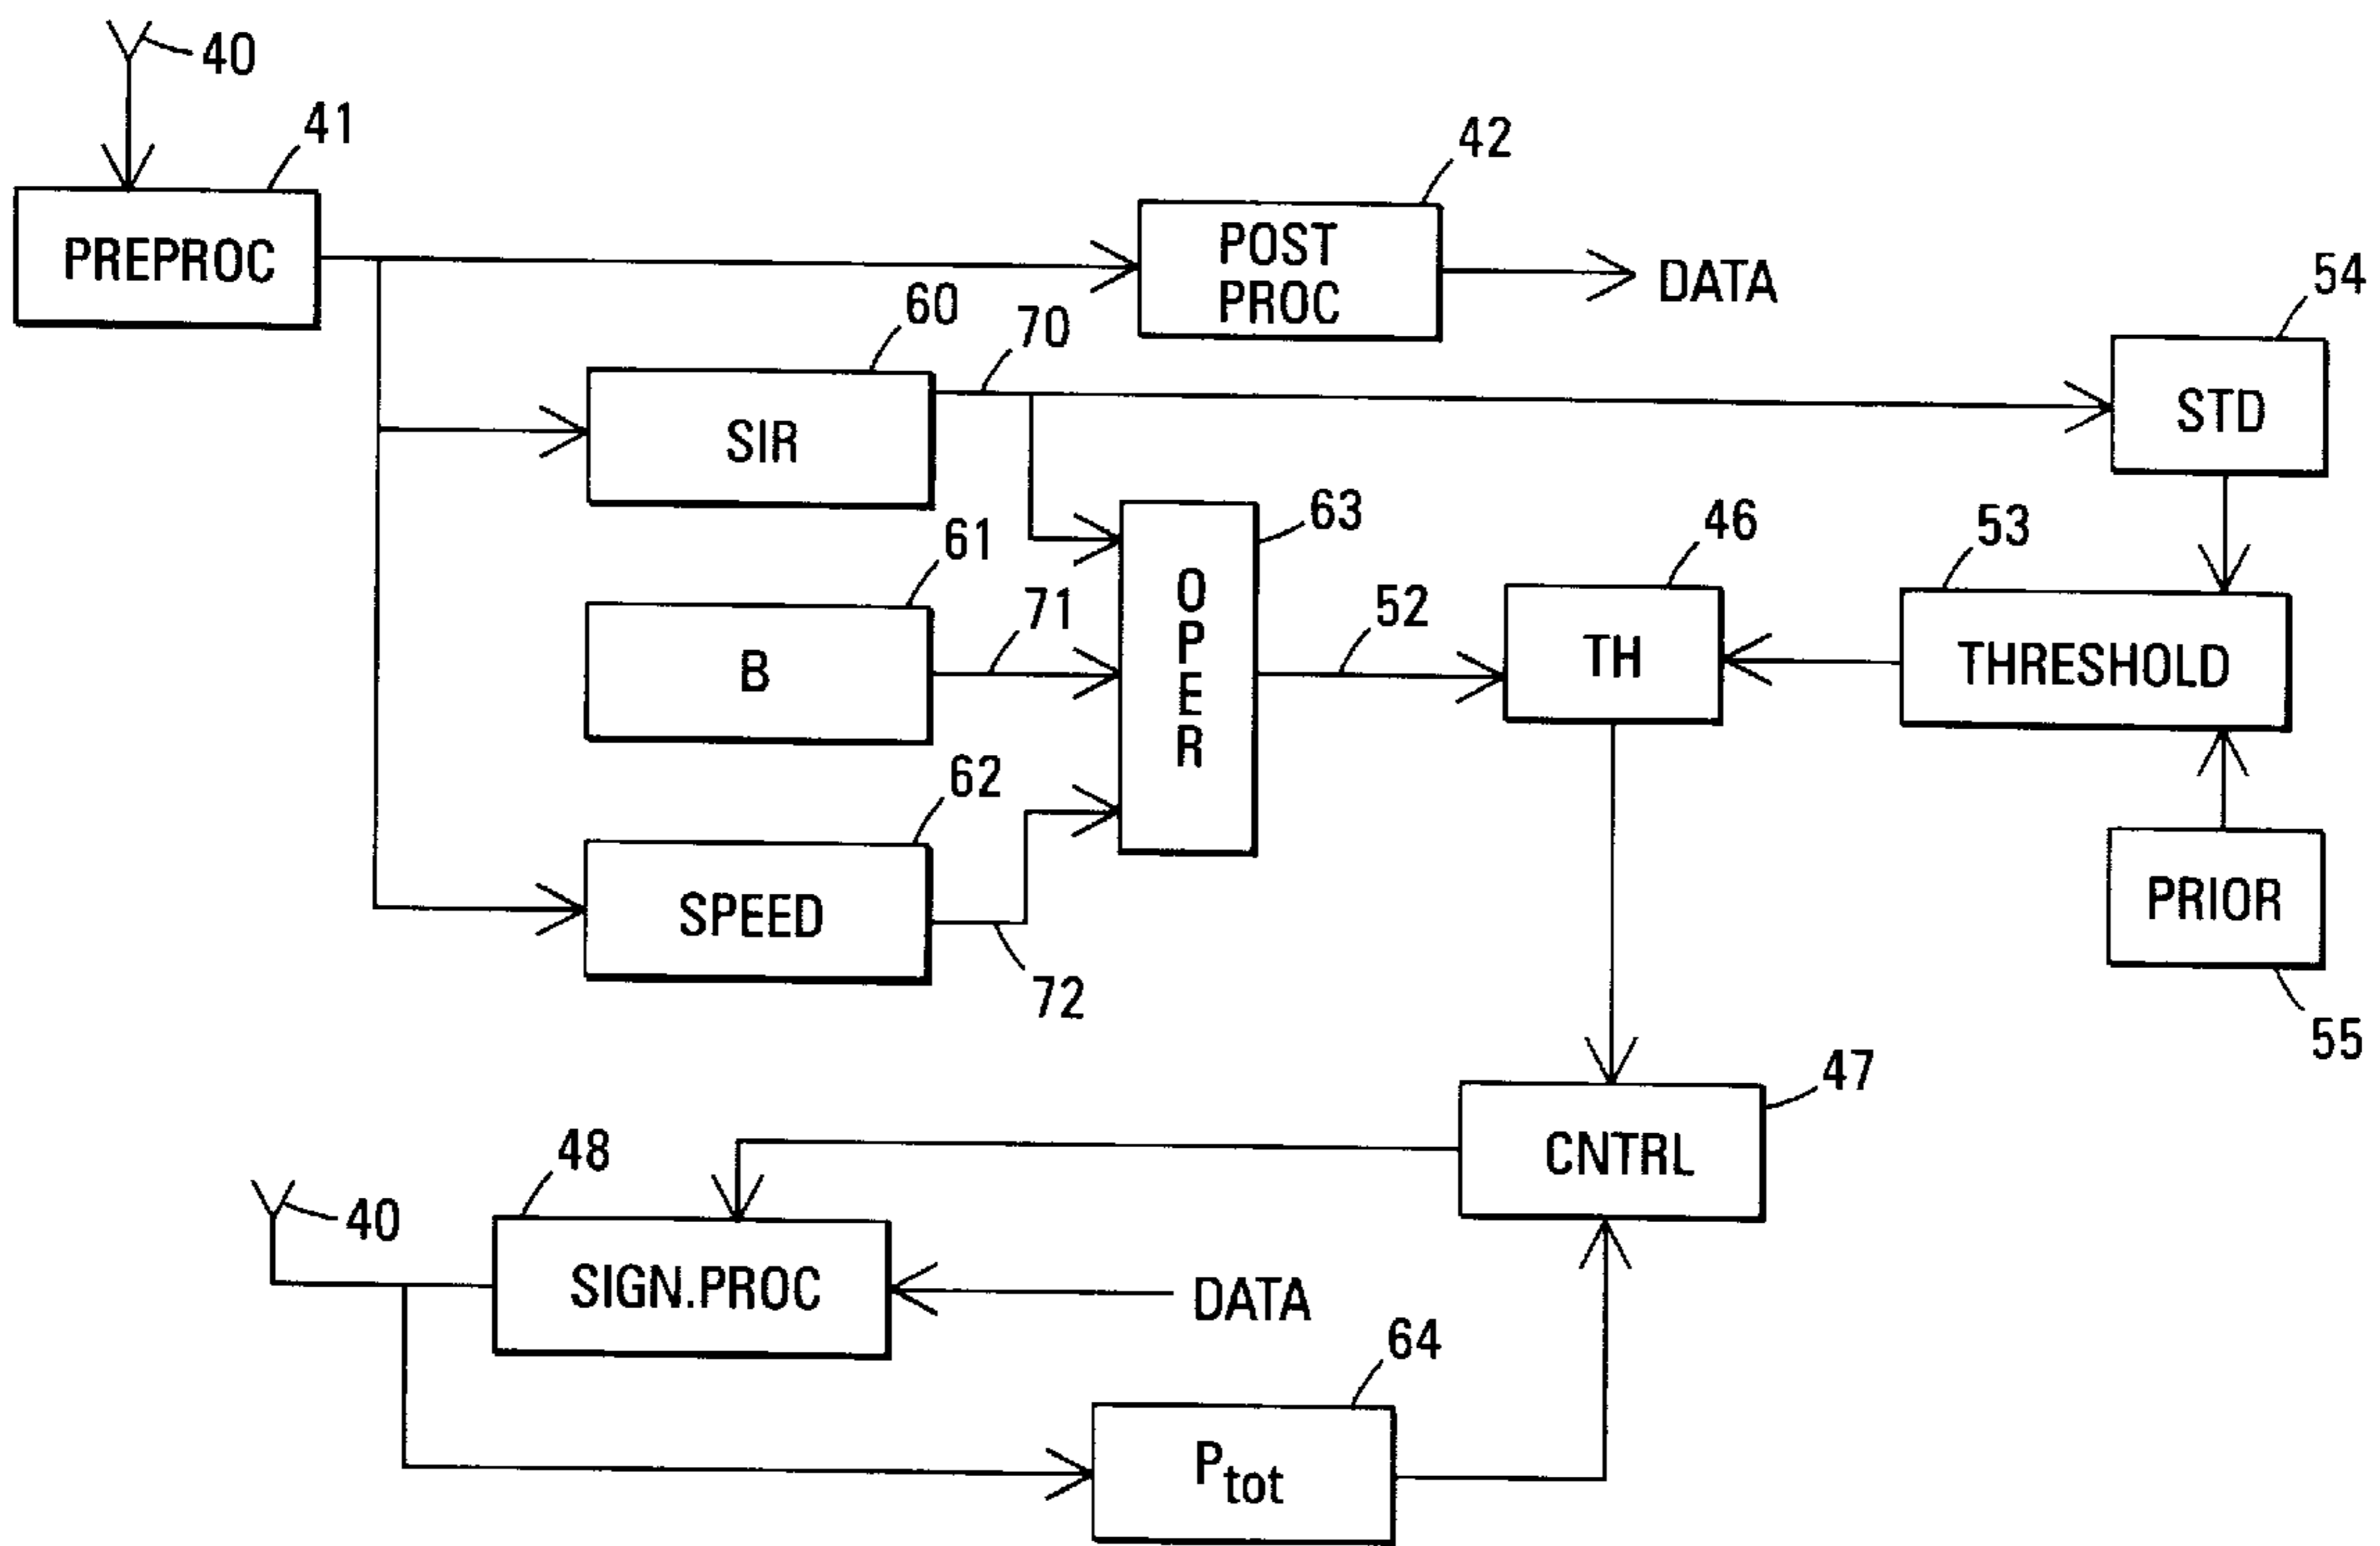 40
41
42
PREPROC
POST
PROC
DATA
54
60
70
SIR
STD
61
63
46
53
71
OPER
52
B
TH
THRESHOLD
62
SPEED
PRIOR
72
55
47
48
CNTRL
40
SIGN.PROC
DATA
64
Ptot